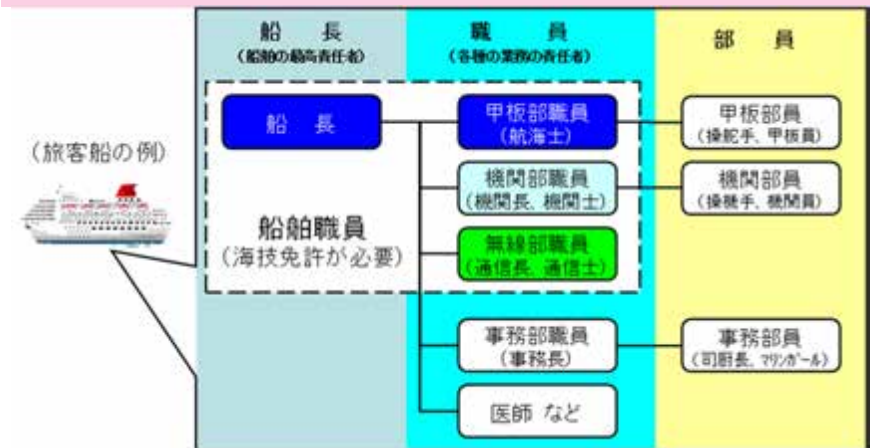 船　長
(船舶の最高責任者)
職　員
(各種の業務の責任者)
部　員
(旅客船の例)
船　長
甲板部職員
(航海士)
甲板部員
(操舵手、甲板員)
機関部職員
(機関長、機関士)
機関部員
(操機手、機関員)
船舶職員
(海技免許が必要)
無線部職員
(通信長、通信士)
事務部職員
(事務長)
事務部員
(司厨長、マリンガール)
医師 など